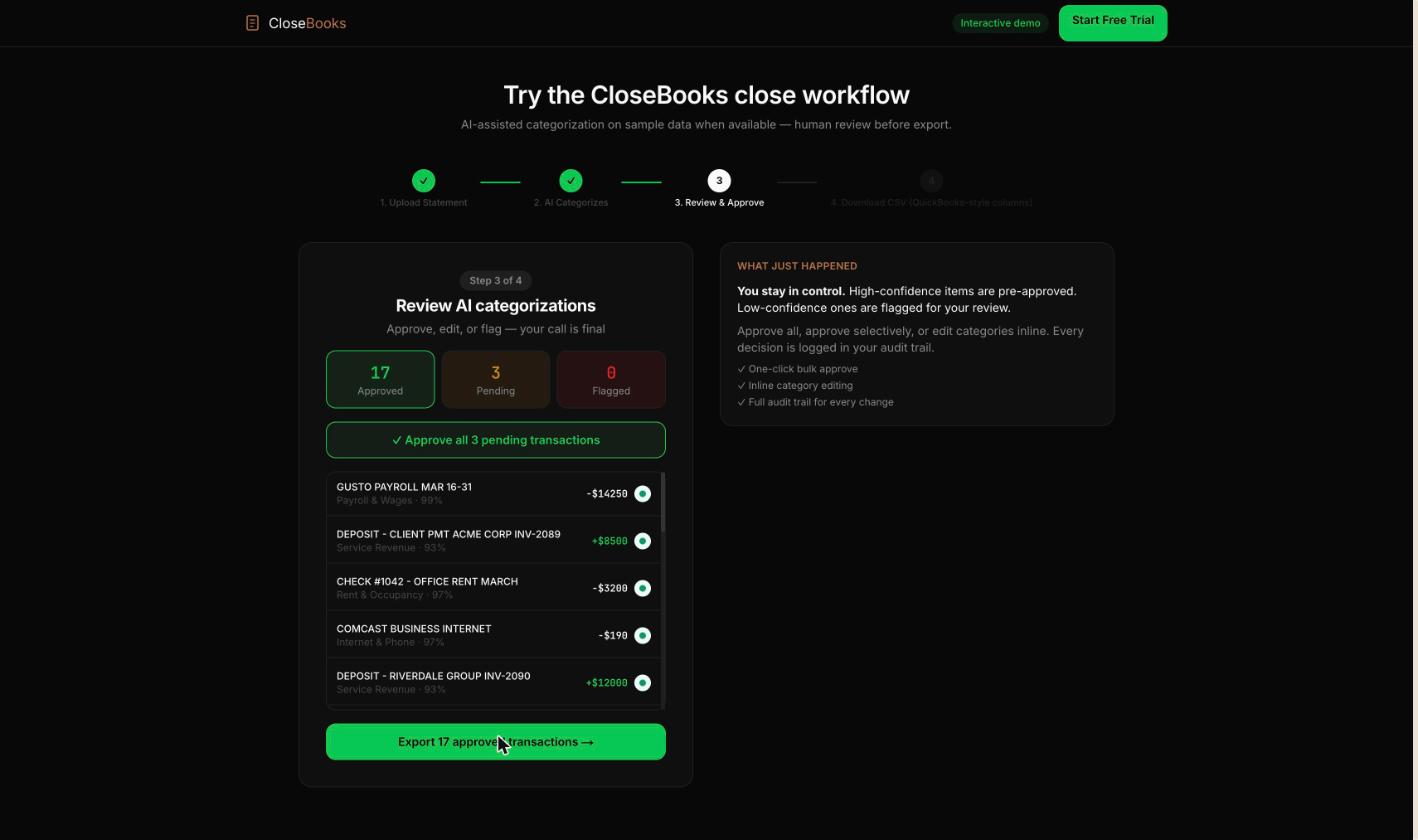 CloseBooks
Interactive demo
Start Free Trial
Try the CloseBooks close workflow
AI-assisted categorization on sample data when available — human review before export.
3
4
1. Upload Statement
2. AI Categorizes
3. Review & Approve
4. Download CSV (QuickBooks-style columns)
Step 3 of 4
Review AI categorizations
Approve, edit, or flag — your call is final
17
Approved
3
Pending
0
Flagged
✓ Approve all 3 pending transactions
GUSTO PAYROLL MAR 16-31
Payroll & Wages · 99%
-$14250
DEPOSIT - CLIENT PMT ACME CORP INV-2089
Service Revenue · 93%
+$8500
CHECK #1042 - OFFICE RENT MARCH
Rent & Occupancy · 97%
-$3200
COMCAST BUSINESS INTERNET
Internet & Phone · 97%
-$190
DEPOSIT - RIVERDALE GROUP INV-2090
Service Revenue · 93%
+$12000
Export 17 approved transactions →
WHAT JUST HAPPENED
You stay in control. High-confidence items are pre-approved.
Low-confidence ones are flagged for your review.
Approve all, approve selectively, or edit categories inline. Every
decision is logged in your audit trail.
✓ One-click bulk approve
✓ Inline category editing
✓ Full audit trail for every change